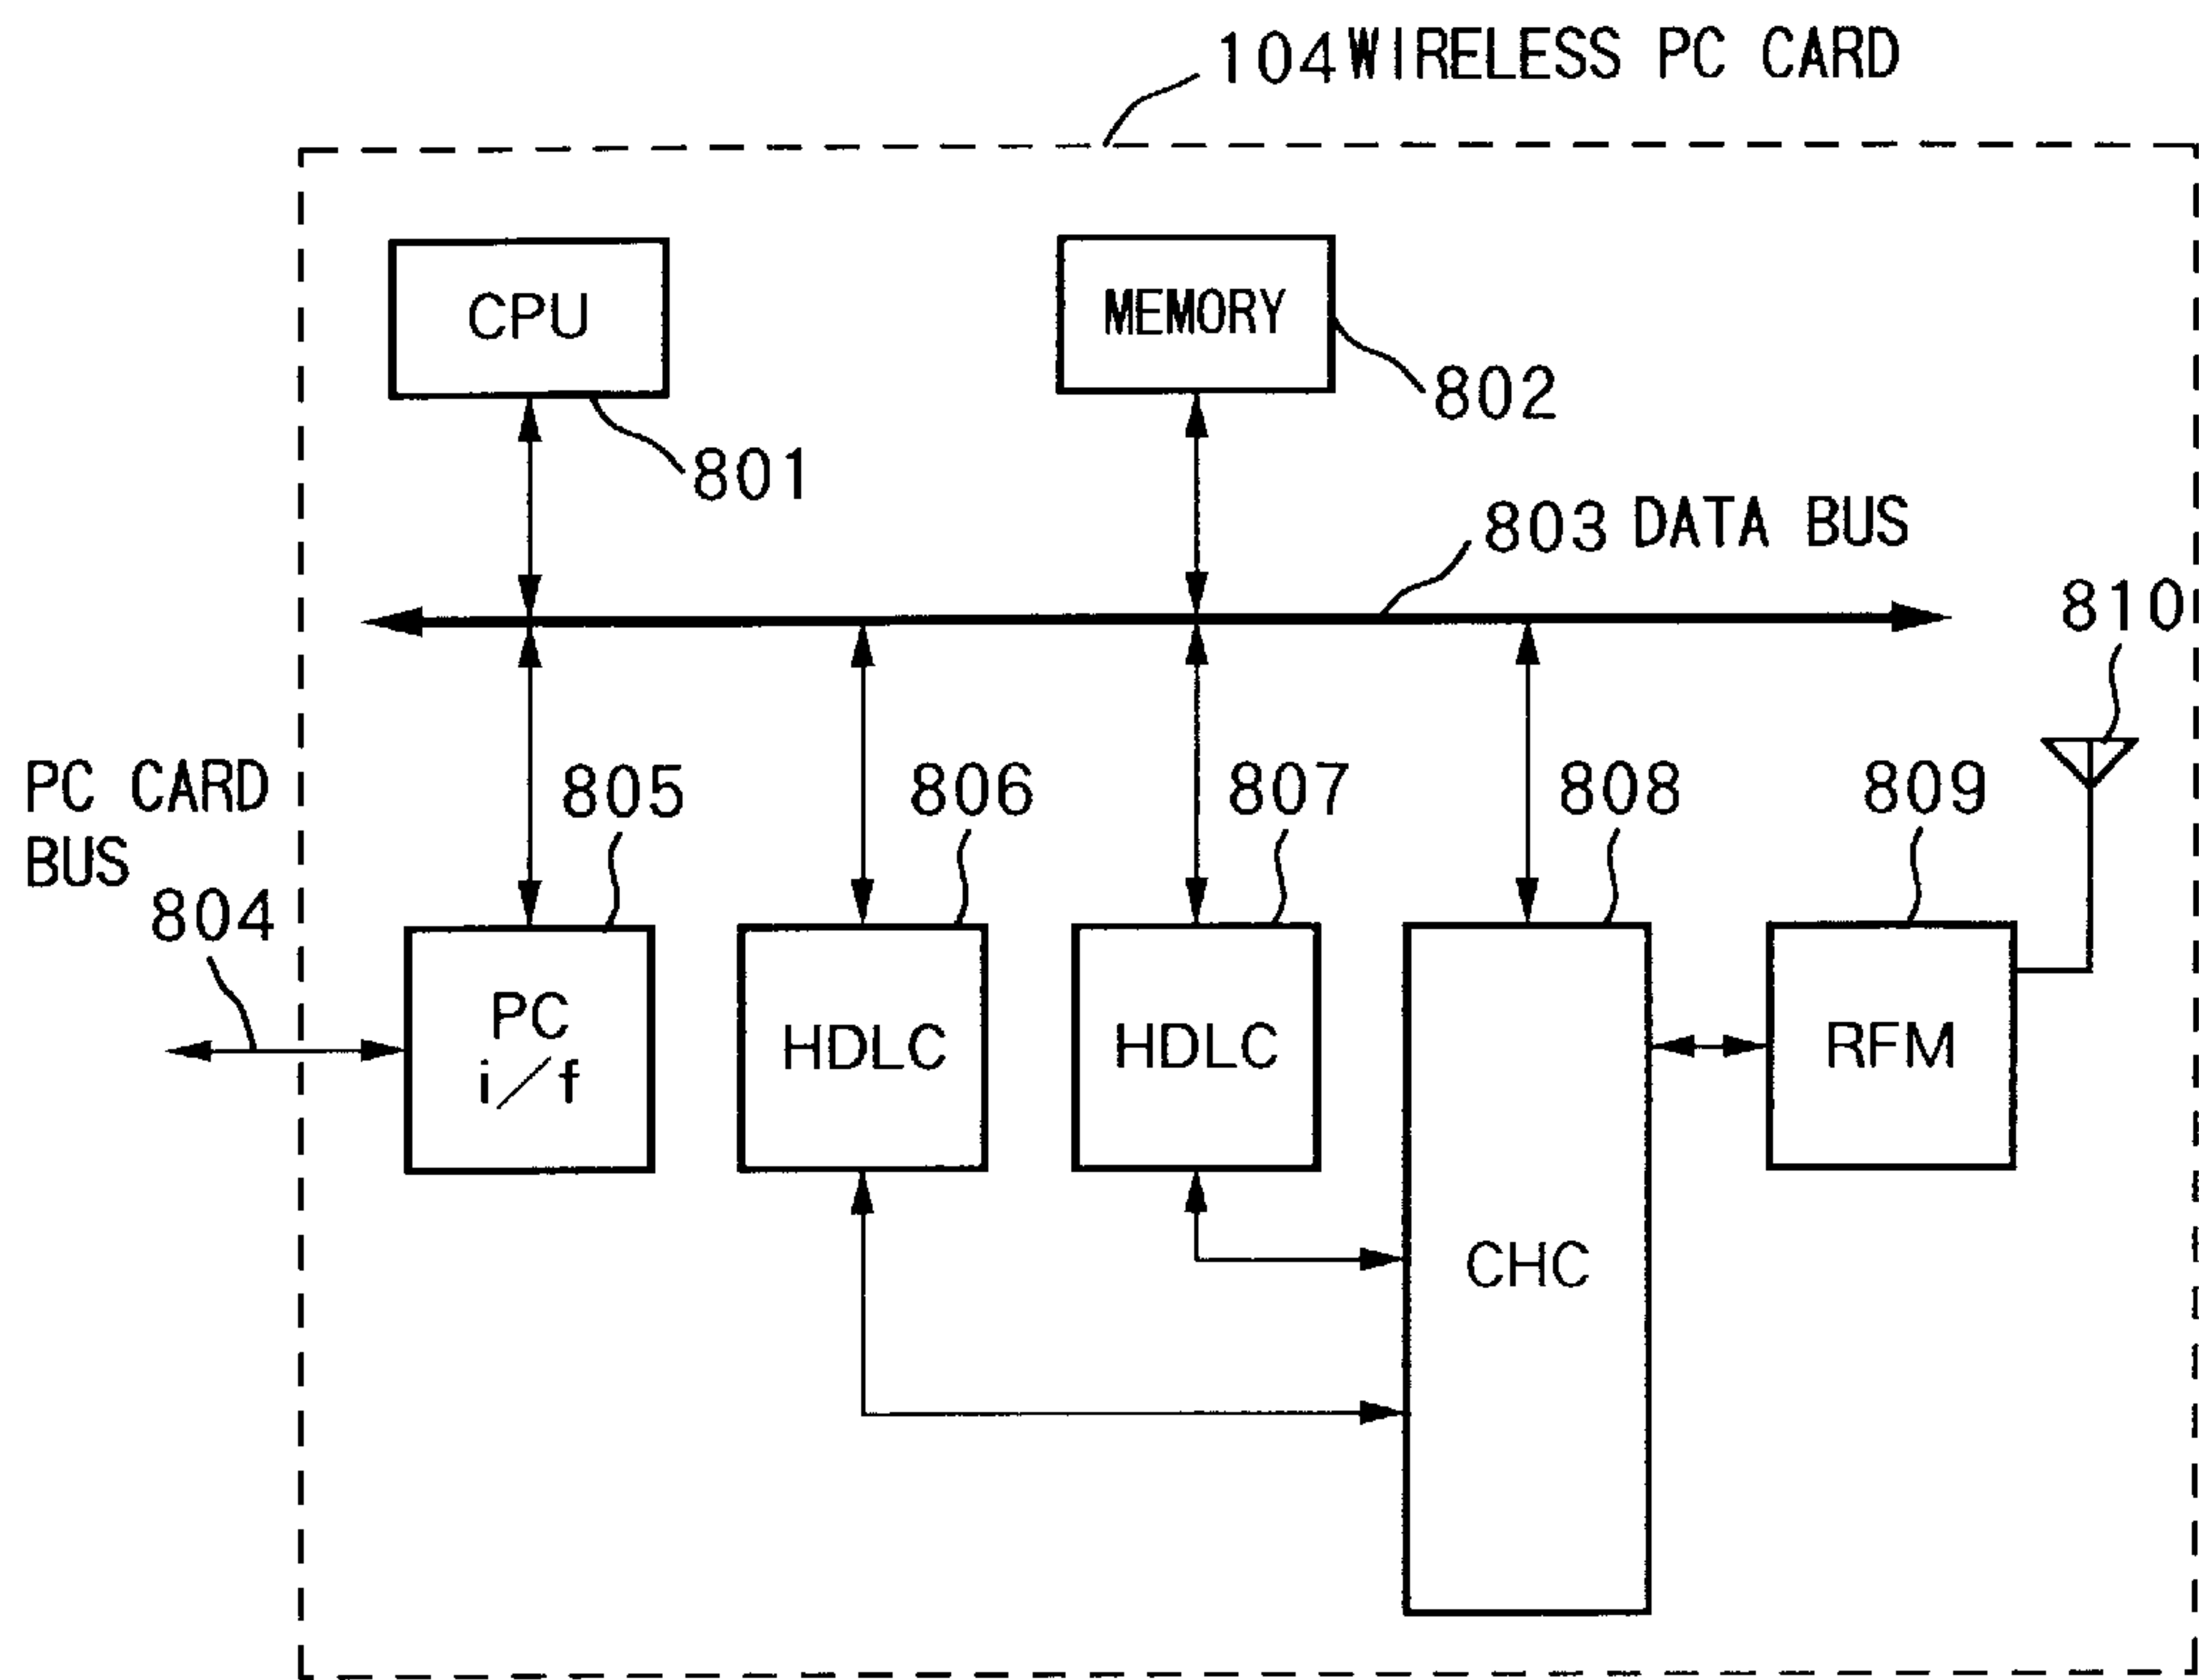 104 WIRELESS PC CARD
CPU
MEMORY
802
801
803 DATA BUS
810
PC CARD
BUS
805
806
807
808
809
804
PC
i/f
HDLC
HDLC
RFM
CHC